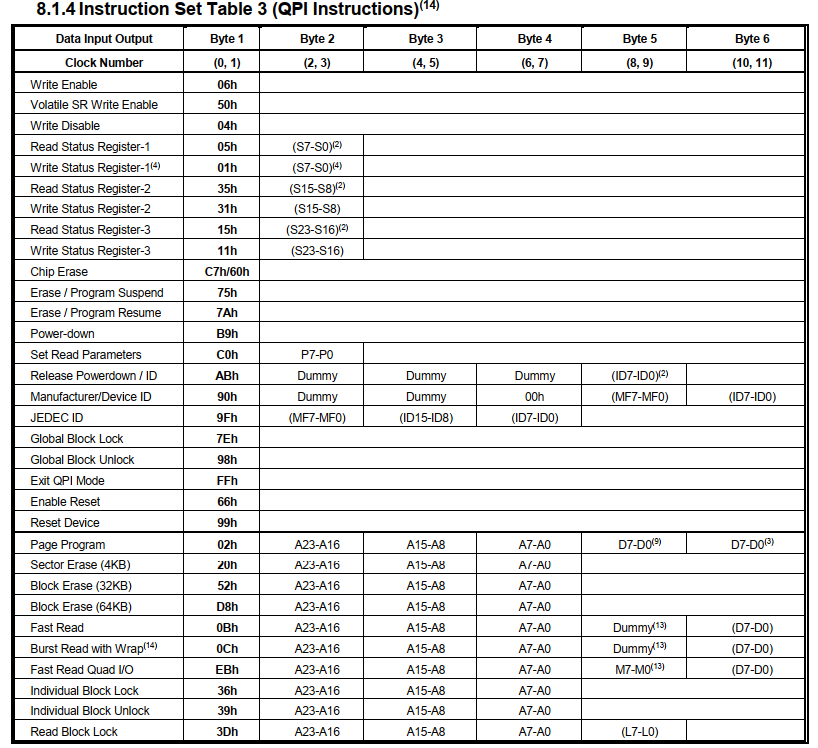 8.1.4 Instruction Set Table 3 (QPI Instructions)(14)
Data Input Output Byte 1 Byte 2 Byte 3 Byte 4 Byte 5 Byte 6
Clock Number (0, 1) (2, 3) (4, 5) (6, 7) (8, 9) (10, 11)
Write Enable 06h
Volatile SR Write Enable 50h
Write Disable 04h
Read Status Register-1 05h (S7-S0)(2)
Write Status Register-1(4) 01h (S7-S0)(4)
Read Status Register-2 35h (S15-S8)(2)
Write Status Register-2 31h (S15-S8)
Read Status Register-3 15h (S23-S16)(2)
Write Status Register-3 11h (S23-S16)
Chip Erase C7h/60h
Erase / Program Suspend 75h
Erase / Program Resume 7Ah
Power-down B9h
Set Read Parameters C0h P7-P0
Release Powerdown / ID ABh Dummy Dummy Dummy (ID7-ID0)(2)
Manufacturer/Device ID 90h Dummy Dummy 00h (MF7-MF0) (ID7-ID0)
JEDEC ID 9Fh (MF7-MF0) (ID15-ID8) (ID7-ID0)
Global Block Lock 7Eh
Global Block Unlock 98h
Exit QPI Mode FFh
Enable Reset 66h
Reset Device 99h
Page Program 02h A23-A16 A15-A8 A7-A0 D7-D0(9) D7-D0(3)
Sector Erase (4KB) 20h A23-A16 A15-A8 A7-A0
Block Erase (32KB) 52h A23-A16 A15-A8 A7-A0
Block Erase (64KB) D8h A23-A16 A15-A8 A7-A0
Fast Read 0Bh A23-A16 A15-A8 A7-A0 Dummy(13) (D7-D0)
Burst Read with Wrap(14) 0Ch A23-A16 A15-A8 A7-A0 Dummy(13) (D7-D0)
Fast Read Quad I/O EBh A23-A16 A15-A8 A7-A0 M7-M0(13) (D7-D0)
Individual Block Lock 36h A23-A16 A15-A8 A7-A0
Individual Block Unlock 39h A23-A16 A15-A8 A7-A0
Read Block Lock 3Dh A23-A16 A15-A8 A7-A0 (L7-L0)